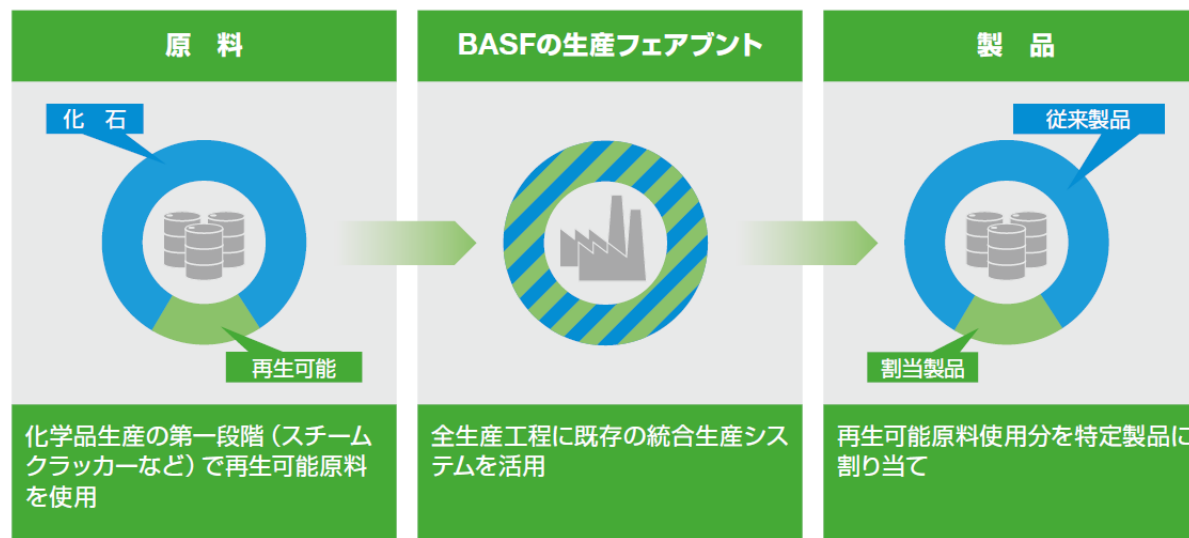 原 料
化 石
再生可能
化学品生産の第一段階（スチーム
クラッカーなど）で再生可能原料
を使用
BASFの生産フェアブント
全生産工程に既存の統合生産シス
テムを活用
製 品
従来製品
割当製品
再生可能原料使用分を特定製品に
割り当て